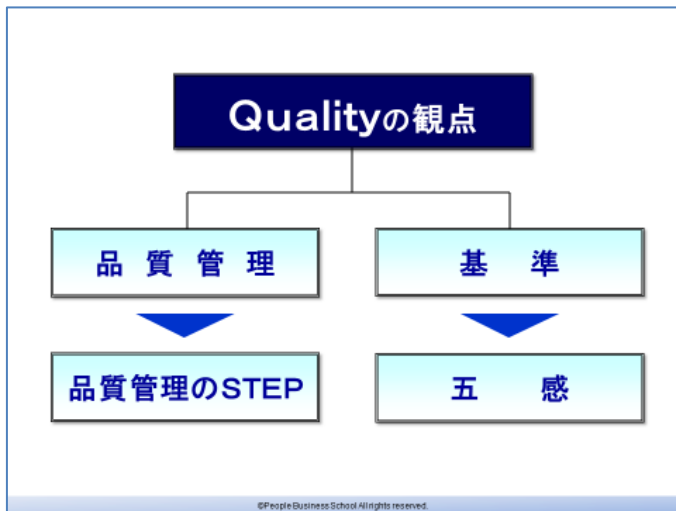 Qualityの観点
品質管理
基準
品質管理のSTEP
五感
©People Business School All rights reserved.